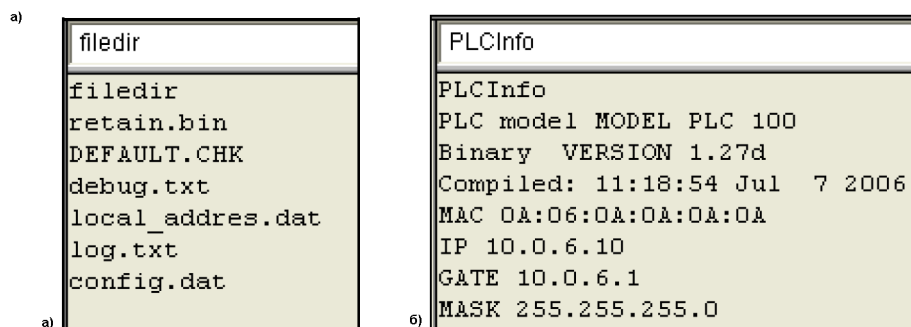 а)
filedir
filedir
retain.bin
DEFAULT.CHK
debug.txt
local_addres.dat
log.txt
config.dat
а)
PLCInfo
PLCInfo
PLC model MODEL PLC 100
Binary  VERSION 1.27d
Compiled: 11:18:54 Jul  7 2006
MAC 0A:06:0A:0A:0A:0A
IP 10.0.6.10
GATE 10.0.6.1
MASK 255.255.255.0
б)